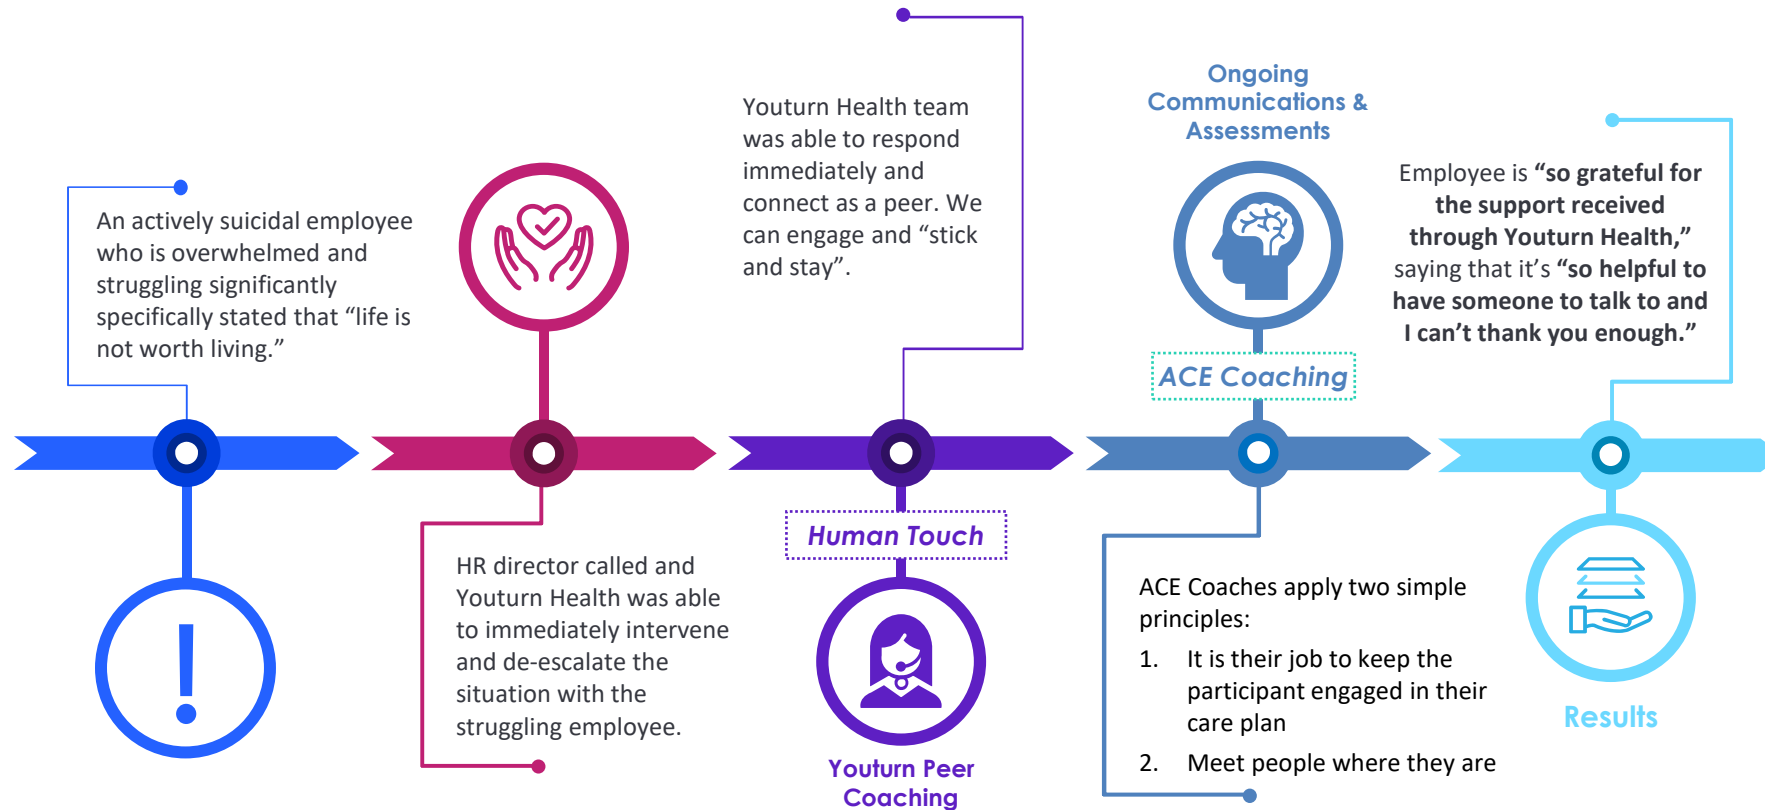 An actively suicidal employee
who is overwhelmed and
struggling significantly
specifically stated that “life is
not worth living.”
HR director called and
Youturn Health was able
to immediately intervene
and de-escalate the
situation with the
struggling employee.
Youturn Health team
was able to respond
immediately and
connect as a peer. We
can engage and “stick
and stay”.
Human Touch
Youturn Peer
Coaching
Ongoing
Communications &
Assessments
ACE Coaching
ACE Coaches apply two simple
principles:
1. It is their job to keep the
participant engaged in their
care plan
2. Meet people where they are
Employee is “so grateful for
the support received
through Youturn Health,”
saying that it’s “so helpful to
have someone to talk to and
I can’t thank you enough.”
Results